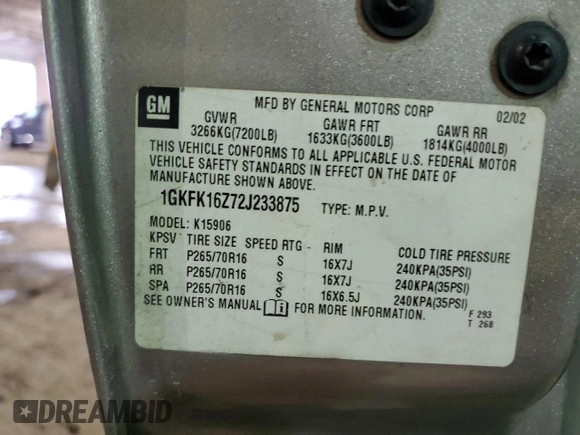 GM
MFD BY GENERAL MOTORS CORP 02/02
GVWR GAWR FRT GAWR RR
3266KG(7200LB) 1633KG(3600LB) 1814KG(4000LB)
THIS VEHICLE CONFORMS TO ALL APPLICABLE U.S. FEDERAL MOTOR
VEHICLE SAFETY STANDARDS IN EFFECT ON THE DATE OF
MANUFACTURE SHOWN ABOVE.
1GKFK16Z72J233875 TYPE: M.P.V.
MODEL: K15906
KPSV TIRE SIZE SPEED RTG - RIM COLD TIRE PRESSURE
FRT P265/70R16 S 16X7J 240KPA(35PSI)
RR P265/70R16 S 16X7J 240KPA(35PSI)
SPA P265/70R16 S 16X6.5J 240KPA(35PSI)
SEE OWNER'S MANUAL i FOR MORE INFORMATION.
F 293
T 268
DREAMBID